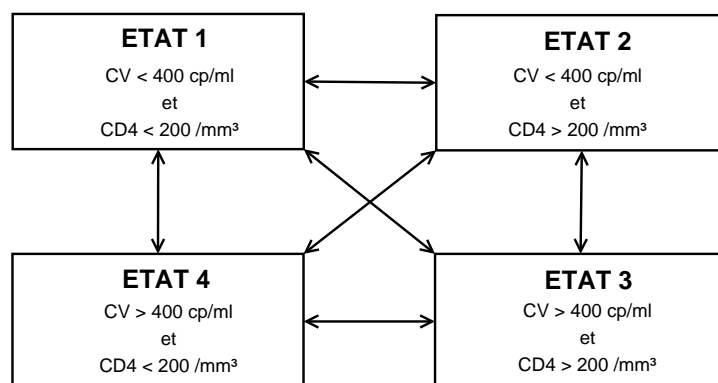 ETAT 1
CV < 400 cp/ml
et
CD4 < 200 /mm³
ETAT 2
CV < 400 cp/ml
et
CD4 > 200 /mm³
ETAT 4
CV > 400 cp/ml
et
CD4 < 200 /mm³
ETAT 3
CV > 400 cp/ml
et
CD4 > 200 /mm³